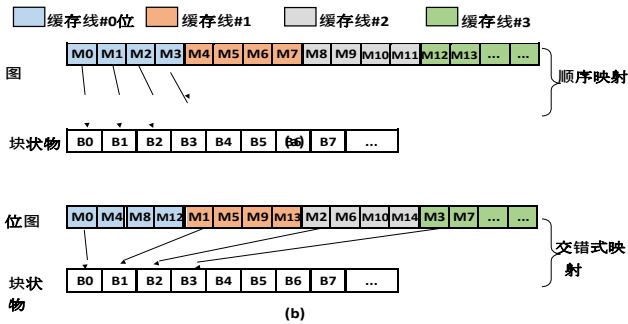 缓存线#0位 缓存线#1 缓存线#2 缓存线#3
M0 M1 M2 M3 M4 M5 M6 M7 M8 M9 M10 M11 M12 M13 ... ...
图
顺序映射
块状物 B0 B1 B2 B3 B4 B5 B6 B7 ...
(a)
位图 M0 M4 M8 M12 M1 M5 M9 M13 M2 M6 M10 M14 M3 M7 ... ...
交错式映
射
块状
物
B0 B1 B2 B3 B4 B5 B6 B7 ...
(b)